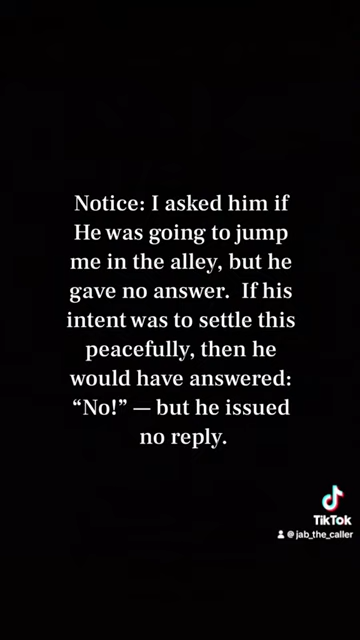 Notice: I asked him if
He was going to jump
me in the alley, but he
gave no answer.  If his
intent was to settle this
peacefully, then he
would have answered:
“No!” — but he issued
no reply.
TikTok
@jab_the_caller